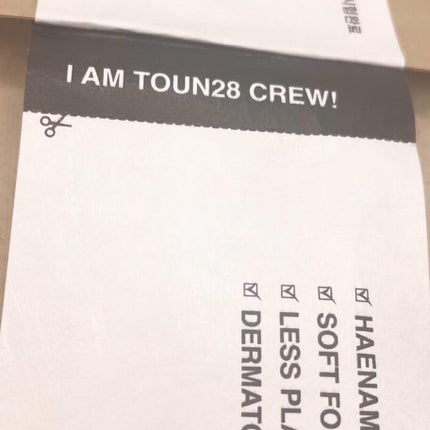 I AM TOUN28 CREW!
☑ HAENAM
☑ SOFT FO
☑ LESS PLA
☑ DERMATO